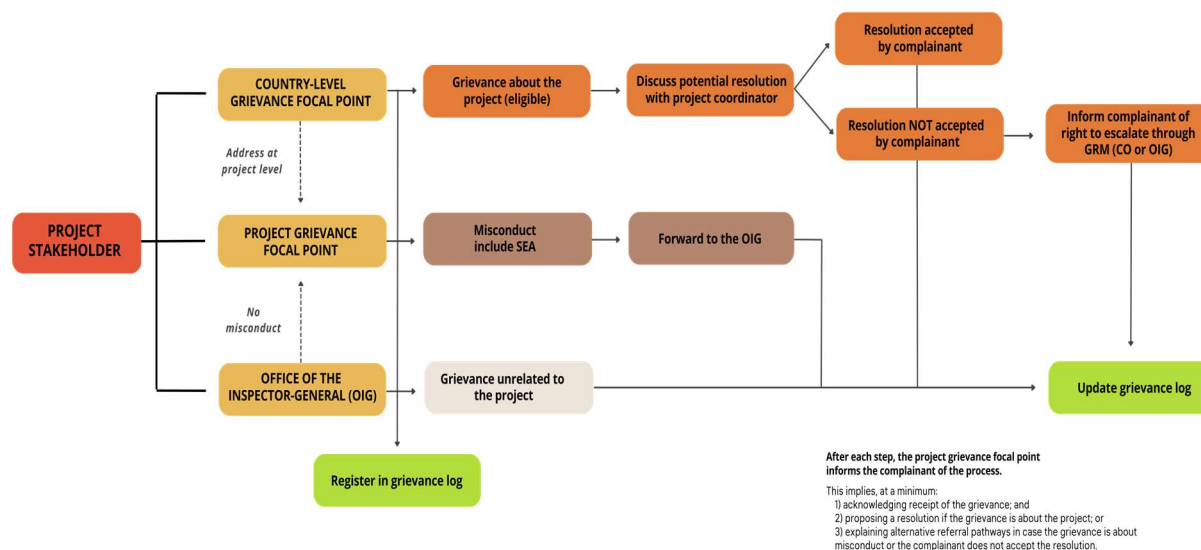 Resolution accepted
by complainant
COUNTRY-LEVEL
GRIEVANCE FOCAL POINT
Grievance about the
project (eligible)
Discuss potential resolution
with project coordinator
Resolution NOT accepted
by complainant
Inform complainant of
right to escalate through
GRM (CO or OIG)
Address at
project level
PROJECT
STAKEHOLDER
PROJECT GRIEVANCE
FOCAL POINT
Misconduct
include SEA
Forward to the OIG
No
misconduct
OFFICE OF THE
INSPECTOR-GENERAL (OIG)
Grievance unrelated to
the project
Update grievance log
Register in grievance log
After each step, the project grievance focal point
informs the complainant of the process.
This implies, at a minimum:
1) acknowledging receipt of the grievance; and
2) proposing a resolution if the grievance is about the project; or
3) explaining alternative referral pathways in case the grievance is about
misconduct or the complainant does not accept the resolution.